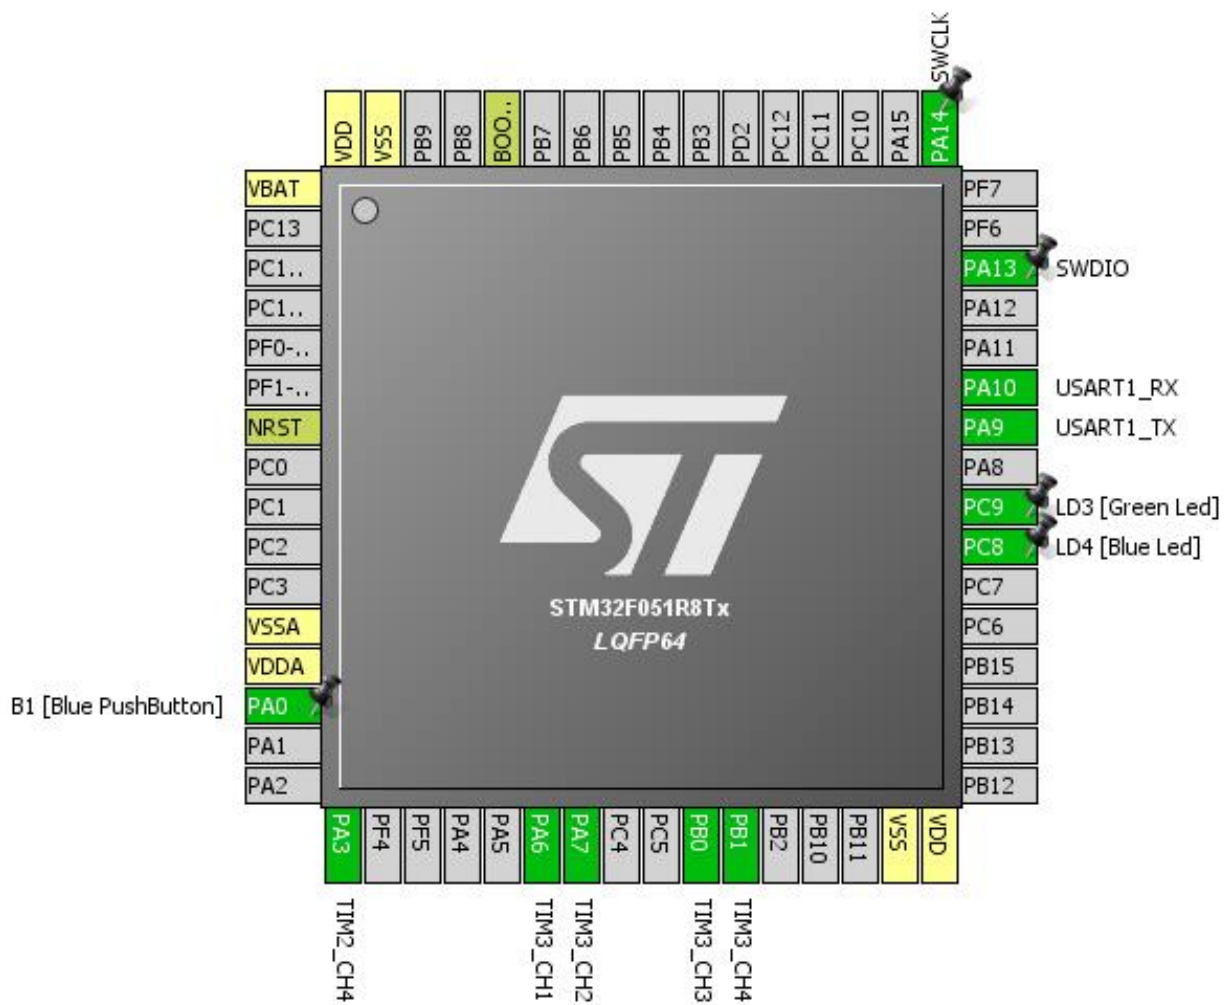 SWCLK
VDD
VSS
PB9
PB8
BOO..
PB7
PB6
PB5
PB4
PB3
PD2
PC12
PC11
PC10
PA15
PA14
VBAT
PC13
PC1..
PC1..
PF0-..
PF1-..
NRST
PC0
PC1
PC2
PC3
VSSA
VDDA
B1 [Blue PushButton] PA0
PA1
PA2
ST
STM32F051R8Tx
LQFP64
PF7
PF6
PA13 SWDIO
PA12
PA11
PA10 USART1_RX
PA9 USART1_TX
PA8
PC9 LD3 [Green Led]
PC8 LD4 [Blue Led]
PC7
PC6
PB15
PB14
PB13
PB12
PA3
PF4
PF5
PA4
PA5
PA6
PA7
PC4
PC5
PB0
PB1
PB2
PB10
PB11
VSS
VDD
TIM2_CH4
TIM3_CH1
TIM3_CH2
TIM3_CH3
TIM3_CH4